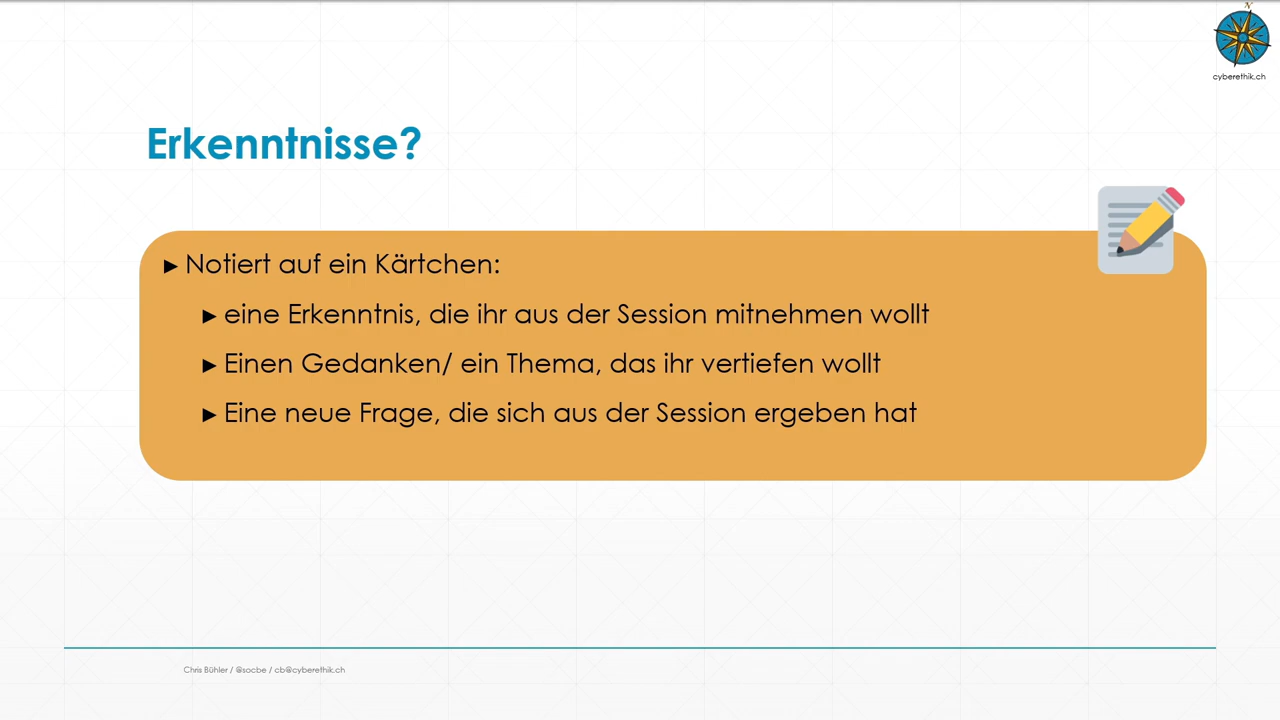 N
cyberethik.ch
Erkenntnisse?
► Notiert auf ein Kärtchen:
► eine Erkenntnis, die ihr aus der Session mitnehmen wollt
► Einen Gedanken/ ein Thema, das ihr vertiefen wollt
► Eine neue Frage, die sich aus der Session ergeben hat
Chris Bühler / @socbe / cb@cyberethik.ch